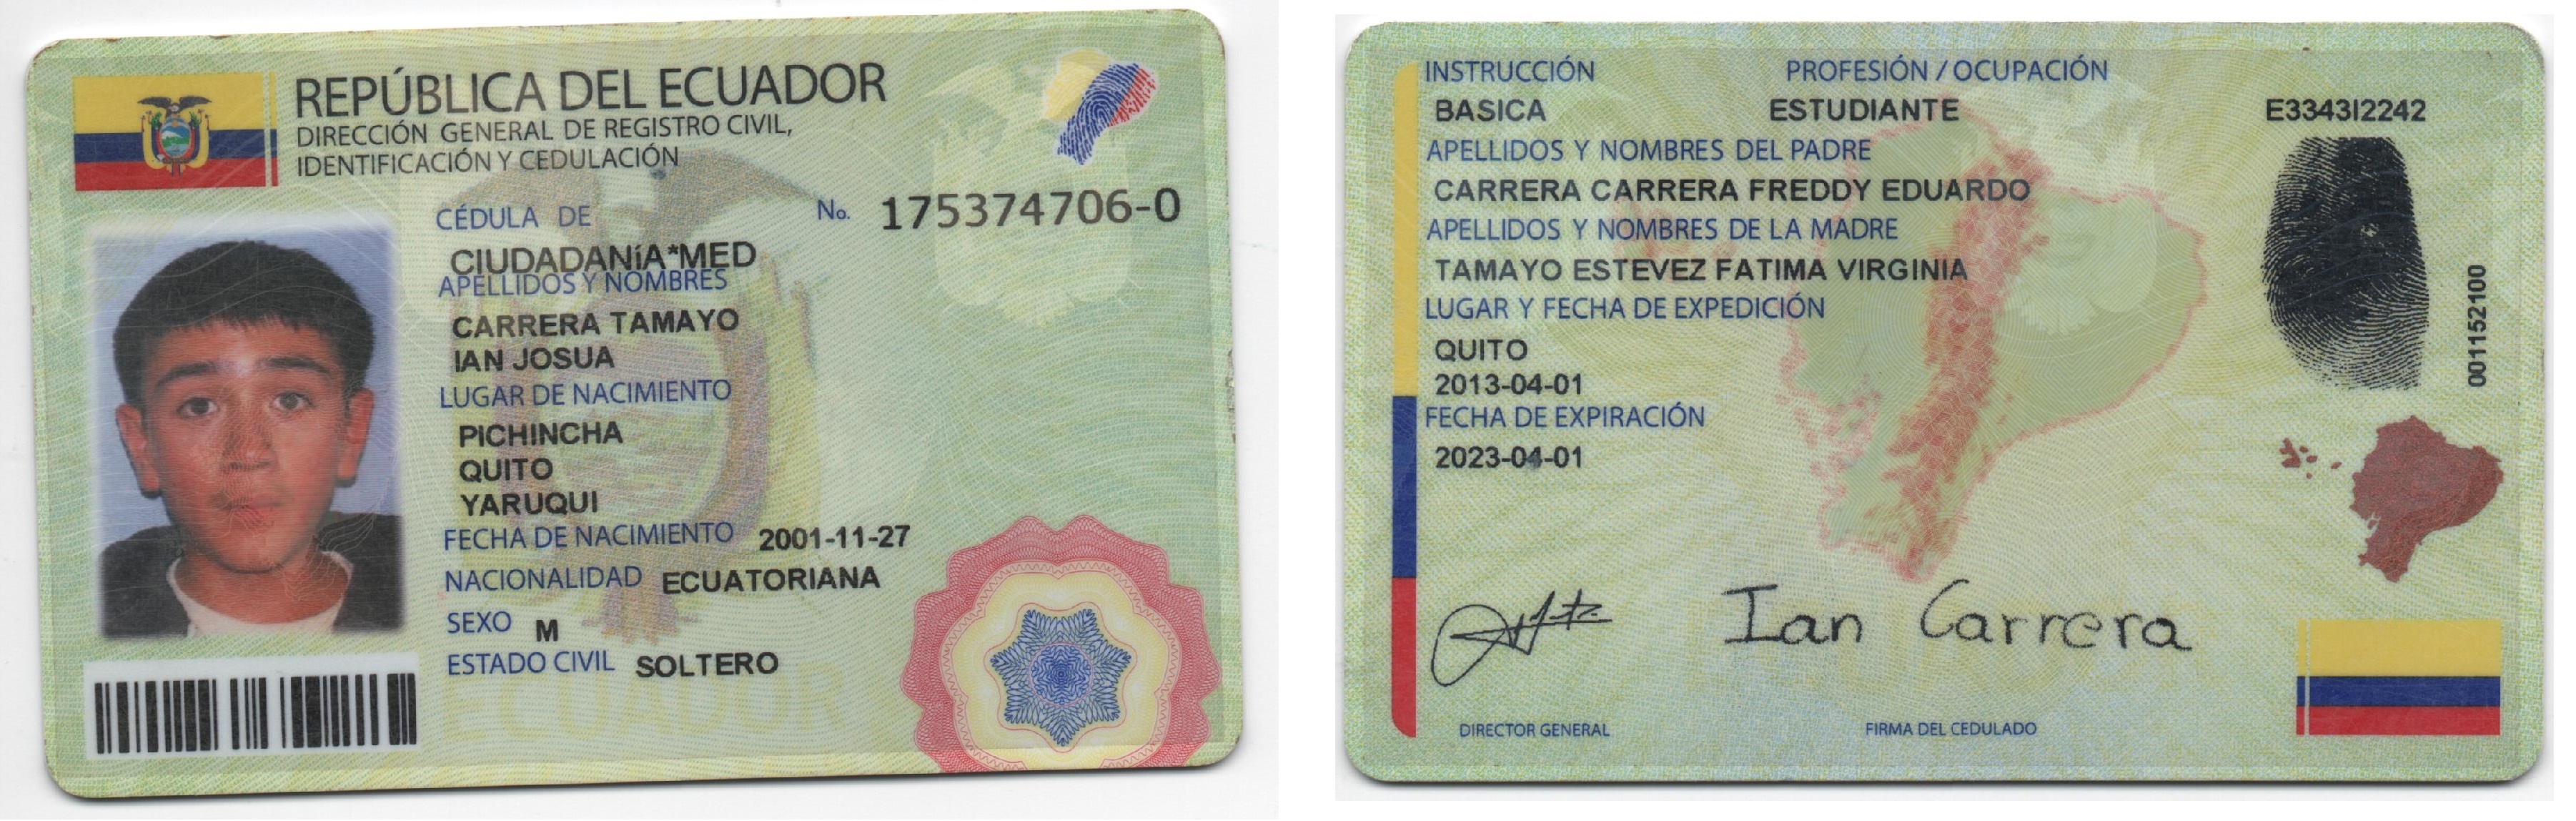 REPÚBLICA DEL ECUADOR
DIRECCIÓN GENERAL DE REGISTRO CIVIL,
IDENTIFICACIÓN Y CEDULACIÓN
CÉDULA DE
No. 175374706-0
CIUDADANíA*MED
APELLIDOS Y NOMBRES
CARRERA TAMAYO
IAN JOSUA
LUGAR DE NACIMIENTO
PICHINCHA
QUITO
YARUQUI
FECHA DE NACIMIENTO 2001-11-27
NACIONALIDAD ECUATORIANA
SEXO M
ESTADO CIVIL SOLTERO
ECUADOR
INSTRUCCIÓN PROFESIÓN / OCUPACIÓN
BASICA ESTUDIANTE E3343I2242
APELLIDOS Y NOMBRES DEL PADRE
CARRERA CARRERA FREDDY EDUARDO
APELLIDOS Y NOMBRES DE LA MADRE
TAMAYO ESTEVEZ FATIMA VIRGINIA
LUGAR Y FECHA DE EXPEDICIÓN
QUITO
2013-04-01
FECHA DE EXPIRACIÓN
2023-04-01
001152100
Ian Carrera
DIRECTOR GENERAL FIRMA DEL CEDULADO